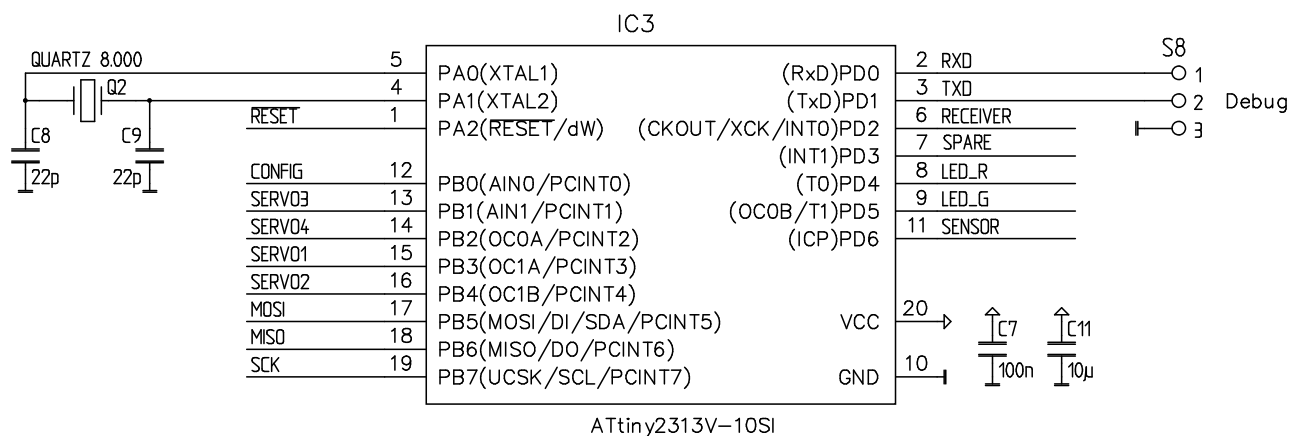 IC3
QUARTZ 8.000
Q2
C8
22p
C9
22p
RESET
CONFIG
SERVO3
SERVO4
SERVO1
SERVO2
MOSI
MISO
SCK
5
4
1
12
13
14
15
16
17
18
19
PA0(XTAL1)
PA1(XTAL2)
PA2(RESET/dW)
PB0(AIN0/PCINT0)
PB1(AIN1/PCINT1)
PB2(OC0A/PCINT2)
PB3(OC1A/PCINT3)
PB4(OC1B/PCINT4)
PB5(MOSI/DI/SDA/PCINT5)
PB6(MISO/DO/PCINT6)
PB7(UCSK/SCL/PCINT7)
(RxD)PD0
(TxD)PD1
(CKOUT/XCK/INT0)PD2
(INT1)PD3
(T0)PD4
(OC0B/T1)PD5
(ICP)PD6
VCC
GND
2 RXD
3 TXD
6 RECEIVER
7 SPARE
8 LED_R
9 LED_G
11 SENSOR
20
10
S8
1
2
3
Debug
C7
100n
C11
10µ
ATtiny2313V-10SI